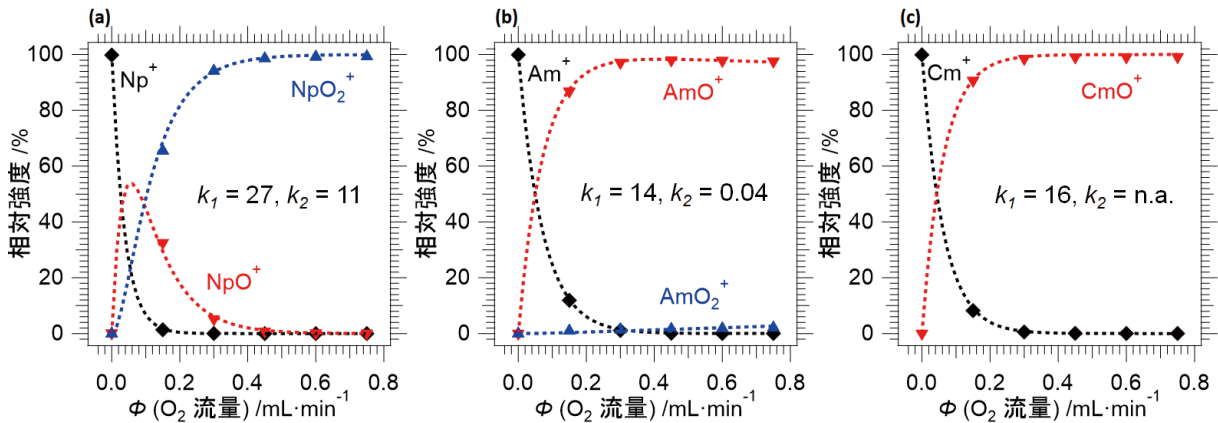 (a)
100
80
60
40
20
0
相対強度 /%
Np⁺
NpO₂⁺
k₁ = 27, k₂ = 11
NpO⁺
0.0 0.2 0.4 0.6 0.8
Φ (O₂ 流量) /mL·min⁻¹
(b)
100
80
60
40
20
0
相対強度 /%
Am⁺
AmO⁺
k₁ = 14, k₂ = 0.04
AmO₂⁺
0.0 0.2 0.4 0.6 0.8
Φ (O₂ 流量) /mL·min⁻¹
(c)
100
80
60
40
20
0
相対強度 /%
Cm⁺
CmO⁺
k₁ = 16, k₂ = n.a.
0.0 0.2 0.4 0.6 0.8
Φ (O₂ 流量) /mL·min⁻¹